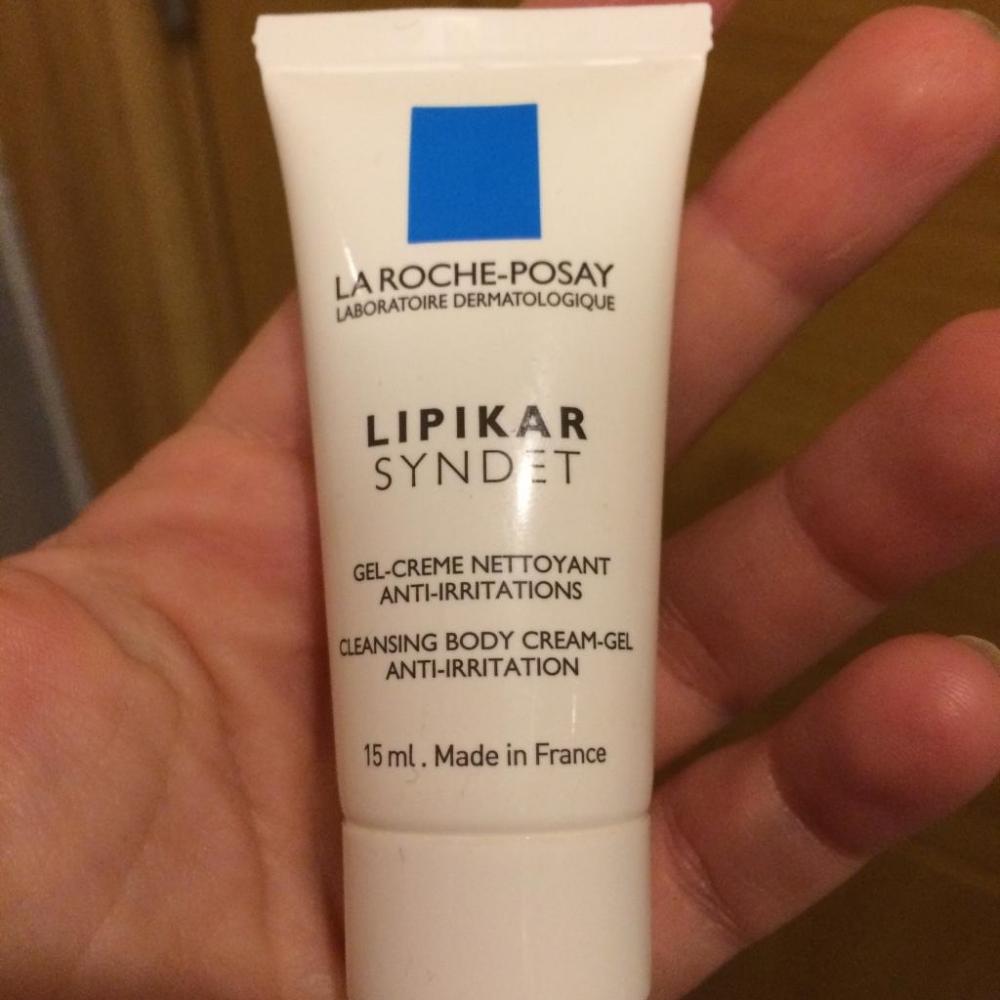 LA ROCHE-POSAY
LABORATOIRE DERMATOLOGIQUE
LIPIKAR
SYNDET
GEL-CREME NETTOYANT
ANTI-IRRITATIONS
CLEANSING BODY CREAM-GEL
ANTI-IRRITATION
15 ml . Made in France